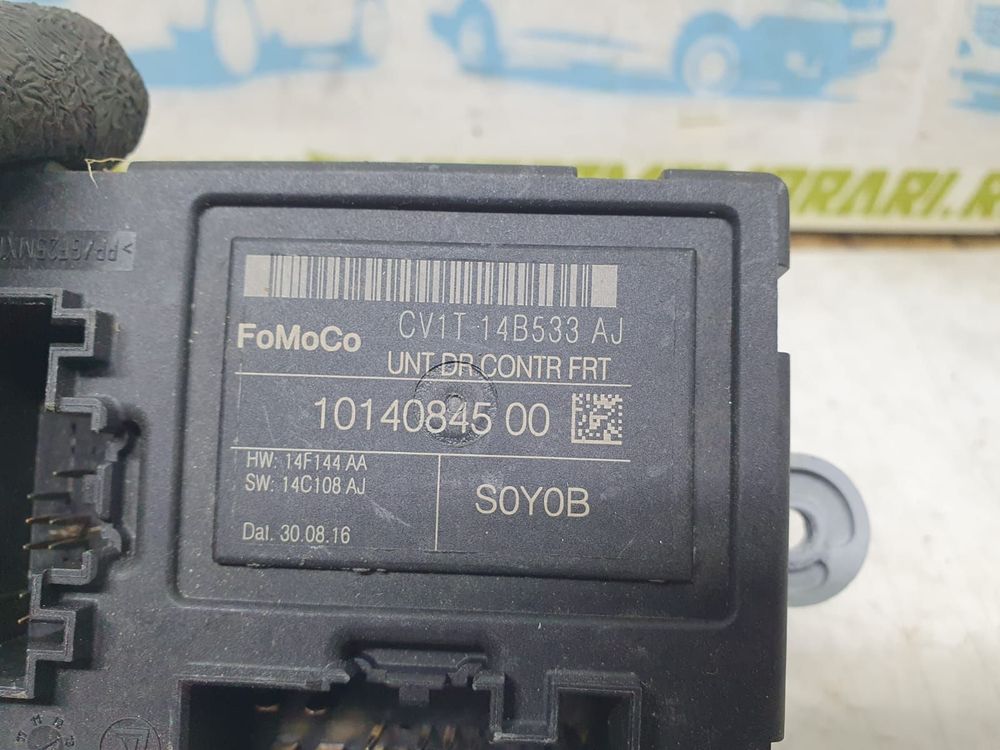 CV1T 14B533 AJ
FoMoCo
UNT DR CONTR FRT
10140845 00
HW: 14F144 AA
SW: 14C108 AJ
S0Y0B
Dat. 30.08.16